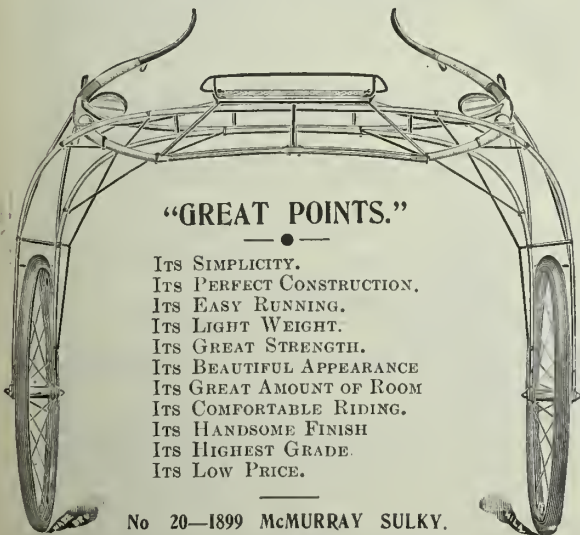 “GREAT POINTS.”
ITS SIMPLICITY.
ITS PERFECT CONSTRUCTION.
ITS EASY RUNNING.
ITS LIGHT WEIGHT.
ITS GREAT STRENGTH.
ITS BEAUTIFUL APPEARANCE
ITS GREAT AMOUNT OF ROOM
ITS COMFORTABLE RIDING.
ITS HANDSOME FINISH
ITS HIGHEST GRADE.
ITS LOW PRICE.
No 20—1899 McMURRAY SULKY.